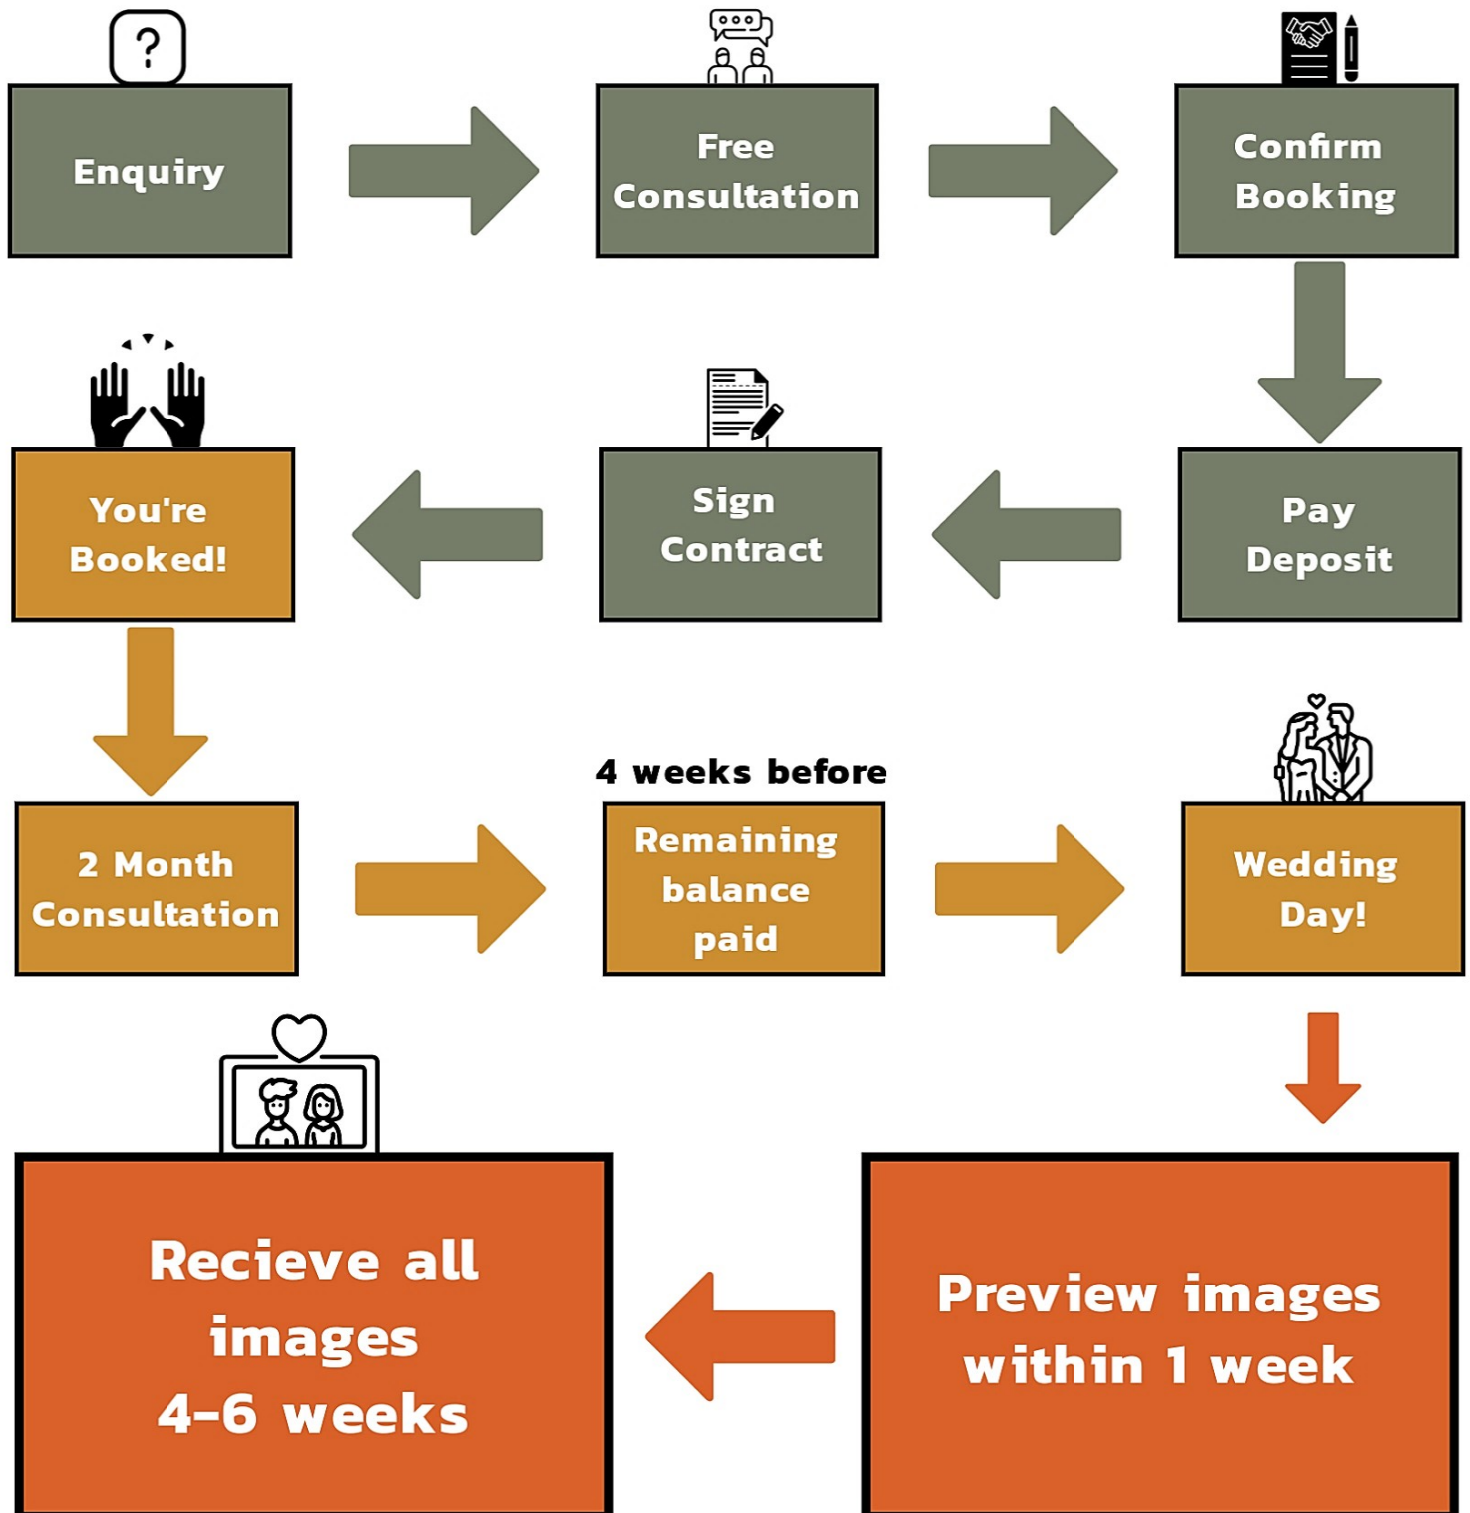 ?
Enquiry
Free
Consultation
Confirm
Booking
Pay
Deposit
Sign
Contract
You're
Booked!
2 Month
Consultation
4 weeks before
Remaining
balance
paid
Wedding
Day!
Preview images
within 1 week
Recieve all
images
4-6 weeks